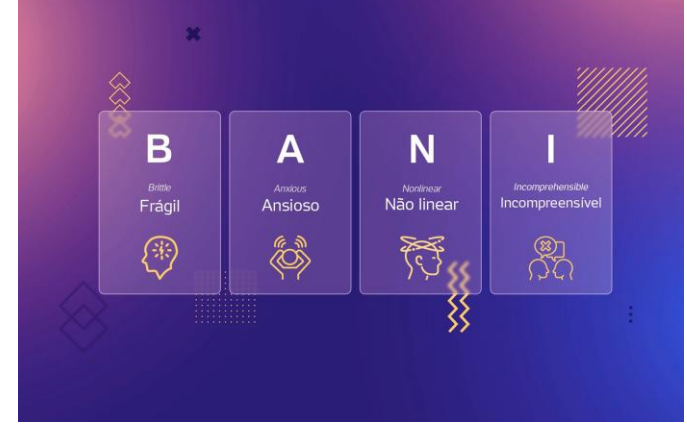 B
Brittle
Frágil
A
Anxious
Ansioso
N
Nonlinear
Não linear
I
Incomprehensible
Incompreensível